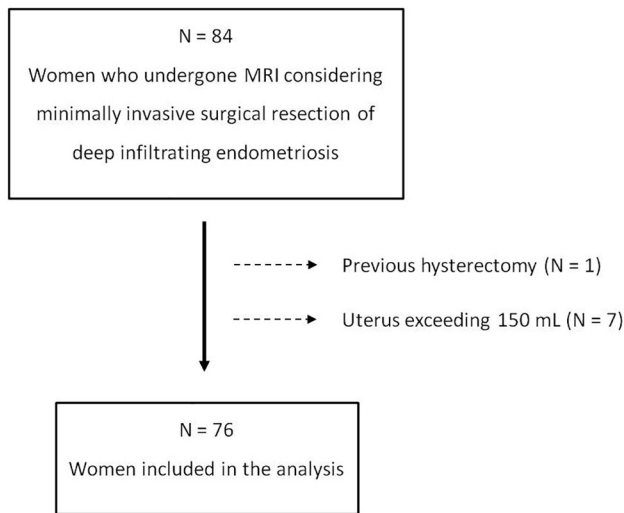 N = 84
Women who undergone MRI considering
minimally invasive surgical resection of
deep infiltrating endometriosis
Previous hysterectomy (N = 1)
Uterus exceeding 150 mL (N = 7)
N = 76
Women included in the analysis